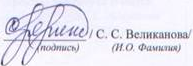 / С. С. Великанова/
(подпись) (И.О. Фамилия)